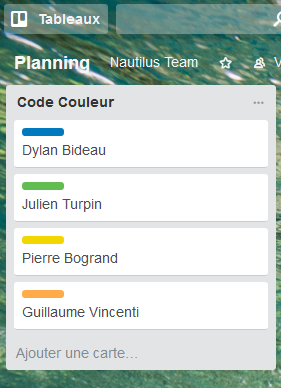 Tableaux
Planning Nautilus Team V
Code Couleur ...
Dylan Bideau
Julien Turpin
Pierre Bogrand
Guillaume Vincenti
Ajouter une carte...